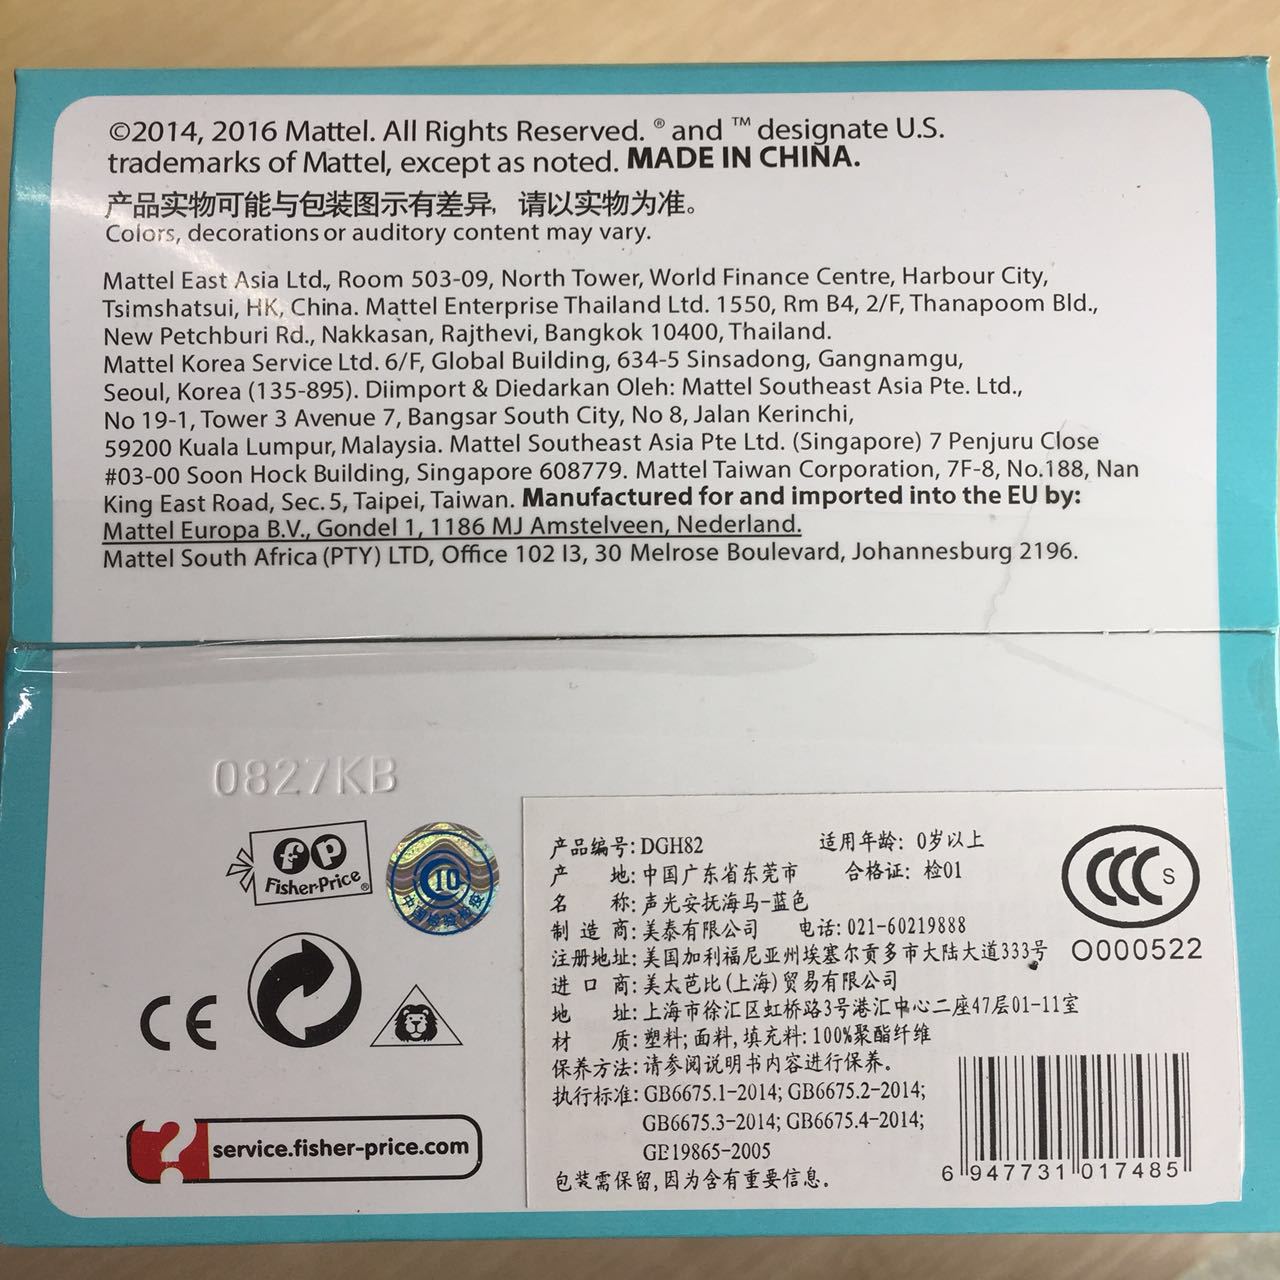 ©2014, 2016 Mattel. All Rights Reserved. ® and ™ designate U.S.
trademarks of Mattel, except as noted. MADE IN CHINA.
产品实物可能与包装图示有差异，请以实物为准。
Colors, decorations or auditory content may vary.
Mattel East Asia Ltd., Room 503-09, North Tower, World Finance Centre, Harbour City,
Tsimshatsui, HK, China. Mattel Enterprise Thailand Ltd. 1550, Rm B4, 2/F, Thanapoom Bld.,
New Petchburi Rd., Nakkasan, Rajthevi, Bangkok 10400, Thailand.
Mattel Korea Service Ltd. 6/F, Global Building, 634-5 Sinsadong, Gangnamgu,
Seoul, Korea (135-895). Diimport & Diedarkan Oleh: Mattel Southeast Asia Pte. Ltd.,
No 19-1, Tower 3 Avenue 7, Bangsar South City, No 8, Jalan Kerinchi,
59200 Kuala Lumpur, Malaysia. Mattel Southeast Asia Pte Ltd. (Singapore) 7 Penjuru Close
#03-00 Soon Hock Building, Singapore 608779. Mattel Taiwan Corporation, 7F-8, No.188, Nan
King East Road, Sec. 5, Taipei, Taiwan. Manufactured for and imported into the EU by:
Mattel Europa B.V., Gondel 1, 1186 MJ Amstelveen, Nederland.
Mattel South Africa (PTY) LTD, Office 102 I3, 30 Melrose Boulevard, Johannesburg 2196.
0827KB
fp
Fisher-Price®
10
中国检验检疫
CE
service.fisher-price.com
产品编号: DGH82 适用年龄: 0岁以上
产 地: 中国广东省东莞市 合格证: 检01
名 称: 声光安抚海马-蓝色
制 造 商: 美泰有限公司 电话: 021-60219888
注册地址: 美国加利福尼亚州埃塞尔贡多市大陆大道333号
进 口 商: 美太芭比(上海)贸易有限公司
地 址: 上海市徐汇区虹桥路3号港汇中心二座47层01-11室
材 质: 塑料; 面料, 填充料: 100%聚酯纤维
保养方法: 请参阅说明书内容进行保养。
执行标准: GB6675.1-2014; GB6675.2-2014;
GB6675.3-2014; GB6675.4-2014;
GB19865-2005
包装需保留,因为含有重要信息。
CCC S
O000522
6 947731 017485